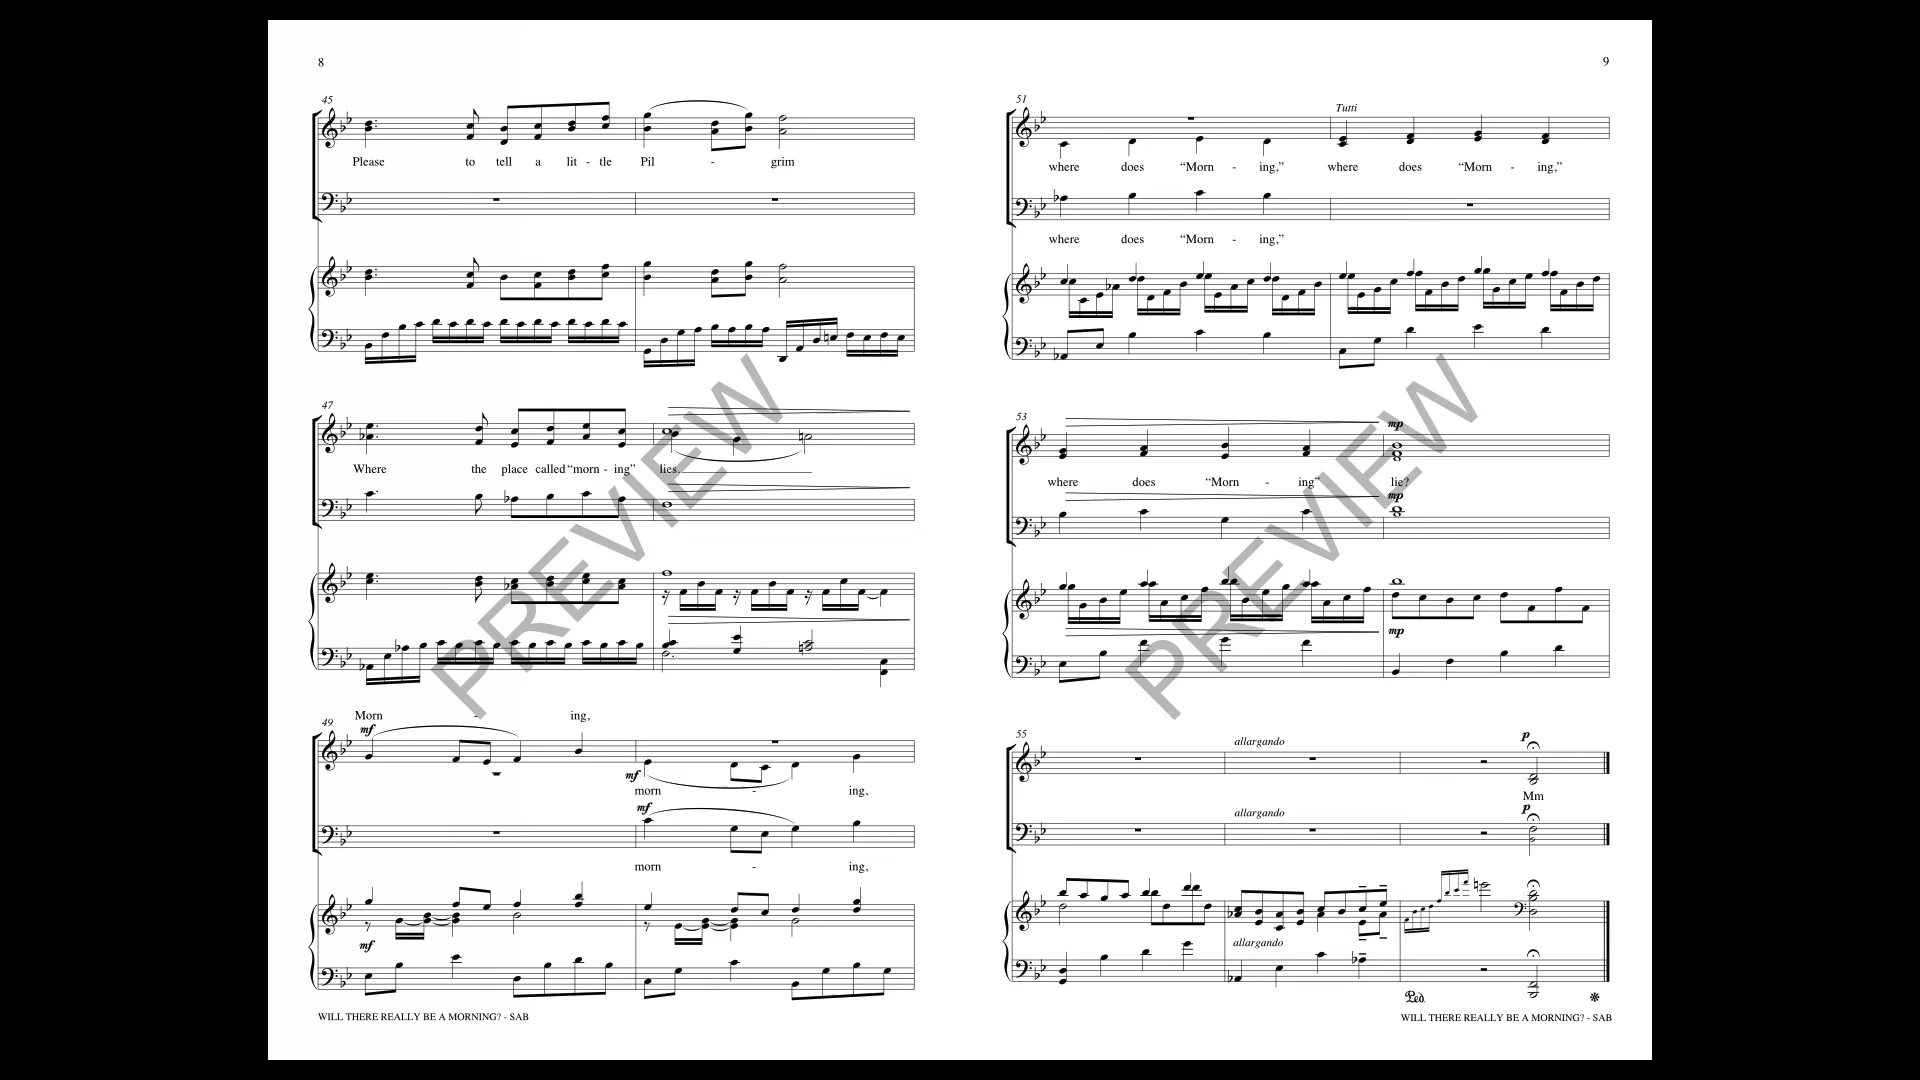 8
45
Please to tell a lit - tle Pil - grim
47
Where the place called “morn - ing” lies.
Morn - ing,
49
mf
mf
morn - ing,
mf
morn - ing,
mf
WILL THERE REALLY BE A MORNING? - SAB
9
51
Tutti
where does “Morn - ing,” where does “Morn - ing,”
where does “Morn - ing,”
53
mp
where does “Morn - ing” lie?
mp
mp
55
allargando
p
Mm
allargando
p
allargando
Ped.
WILL THERE REALLY BE A MORNING? - SAB
PREVIEW
PREVIEW